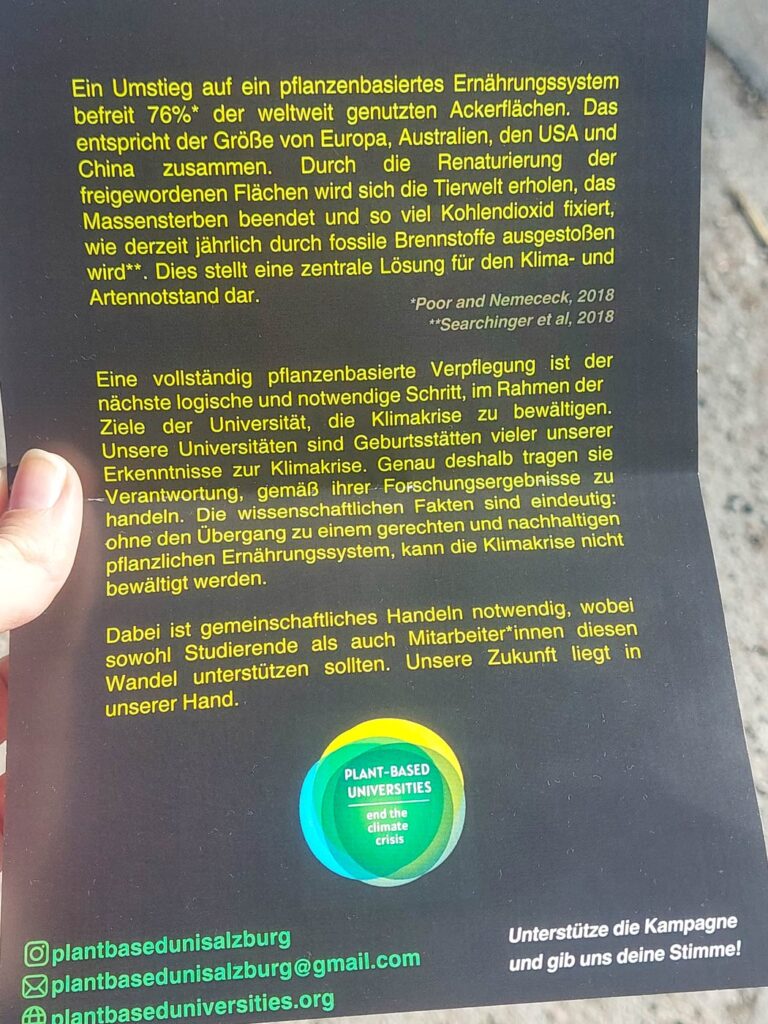 Ein Umstieg auf ein pflanzenbasiertes Ernährungssystem
befreit 76%* der weltweit genutzten Ackerflächen. Das
entspricht der Größe von Europa, Australien, den USA und
China zusammen. Durch die Renaturierung der
freigewordenen Flächen wird sich die Tierwelt erholen, das
Massensterben beendet und so viel Kohlendioxid fixiert,
wie derzeit jährlich durch fossile Brennstoffe ausgestoßen
wird**. Dies stellt eine zentrale Lösung für den Klima- und
Artennotstand dar.
*Poor and Nemececk, 2018
**Searchinger et al, 2018
Eine vollständig pflanzenbasierte Verpflegung ist der
nächste logische und notwendige Schritt, im Rahmen der
Ziele der Universität, die Klimakrise zu bewältigen.
Unsere Universitäten sind Geburtsstätten vieler unserer
Erkenntnisse zur Klimakrise. Genau deshalb tragen sie
Verantwortung, gemäß ihrer Forschungsergebnisse zu
handeln. Die wissenschaftlichen Fakten sind eindeutig:
ohne den Übergang zu einem gerechten und nachhaltigen
pflanzlichen Ernährungssystem, kann die Klimakrise nicht
bewältigt werden.
Dabei ist gemeinschaftliches Handeln notwendig, wobei
sowohl Studierende als auch Mitarbeiter*innen diesen
Wandel unterstützen sollten. Unsere Zukunft liegt in
unserer Hand.
PLANT-BASED
UNIVERSITIES
end the
climate
crisis
plantbasedunisalzburg
plantbasedunisalzburg@gmail.com
plantbaseduniversities.org
Unterstütze die Kampagne
und gib uns deine Stimme!